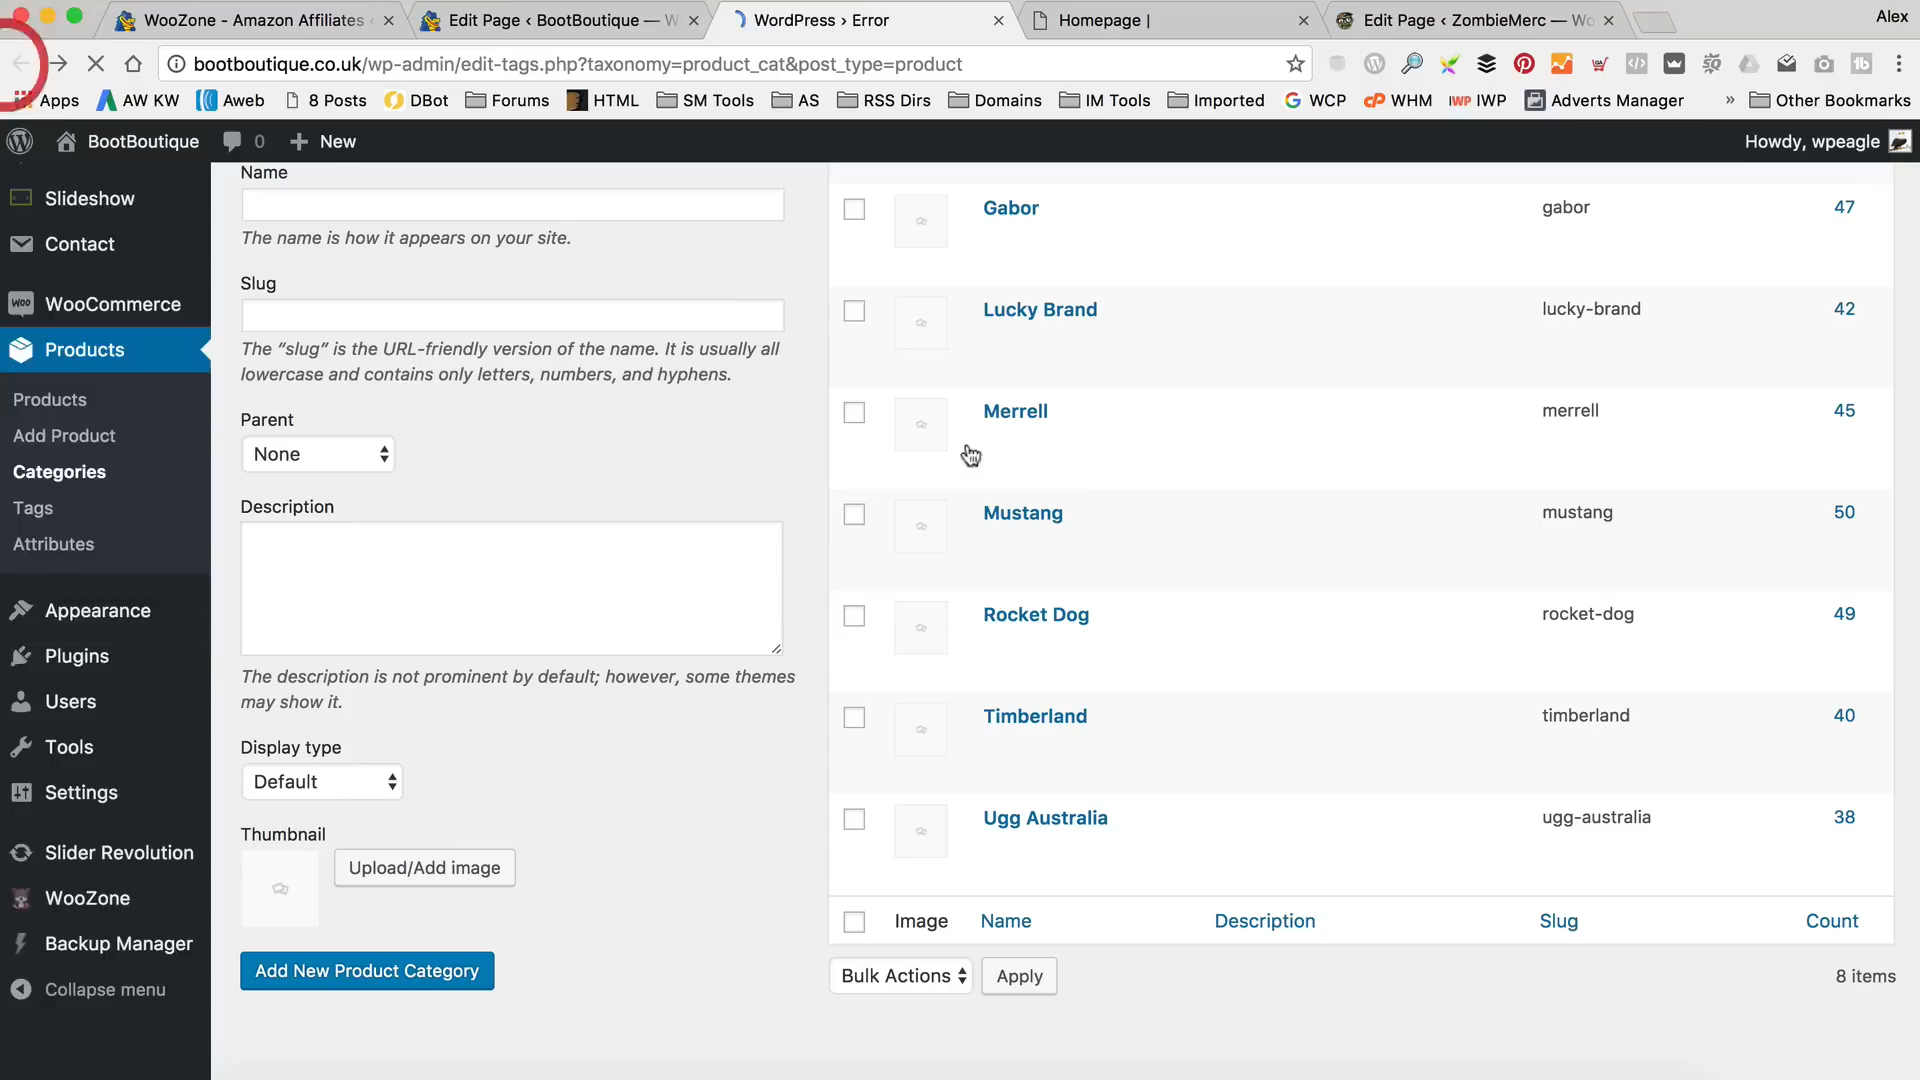 WooZone - Amazon Affiliates
Edit Page ‹ BootBoutique — W
WordPress › Error
Homepage |
Edit Page ‹ ZombieMerc — Wo
Alex
bootboutique.co.uk/wp-admin/edit-tags.php?taxonomy=product_cat&post_type=product
Apps
AW KW
Aweb
8 Posts
DBot
Forums
HTML
SM Tools
AS
RSS Dirs
Domains
IM Tools
Imported
WCP
WHM
IWP IWP
Adverts Manager
»
Other Bookmarks
BootBoutique
0
New
Howdy, wpeagle
Slideshow
Contact
WooCommerce
Products
Products
Add Product
Categories
Tags
Attributes
Appearance
Plugins
Users
Tools
Settings
Slider Revolution
WooZone
Backup Manager
Collapse menu
Name
The name is how it appears on your site.
Slug
The “slug” is the URL-friendly version of the name. It is usually all
lowercase and contains only letters, numbers, and hyphens.
Parent
None
Description
The description is not prominent by default; however, some themes
may show it.
Display type
Default
Thumbnail
Upload/Add image
Add New Product Category
Gabor gabor 47
Lucky Brand lucky-brand 42
Merrell merrell 45
Mustang mustang 50
Rocket Dog rocket-dog 49
Timberland timberland 40
Ugg Australia ugg-australia 38
Image Name Description Slug Count
Bulk Actions Apply 8 items